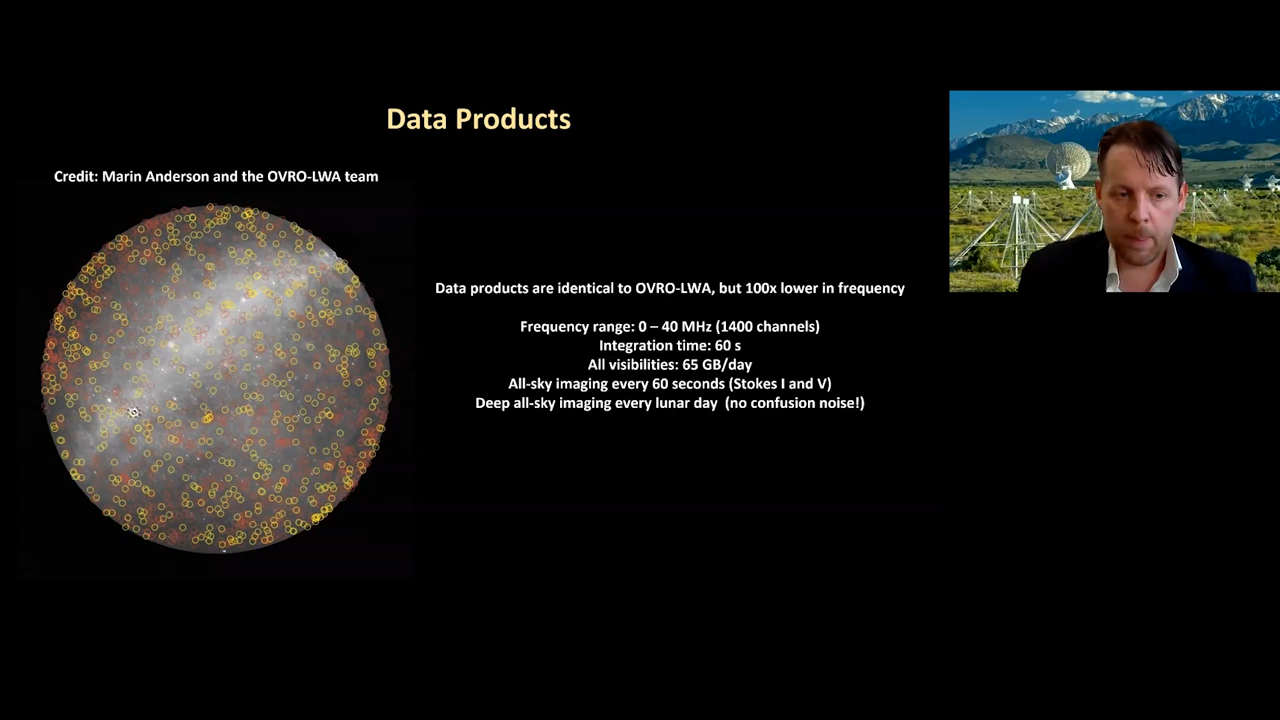 Data Products
Credit: Marin Anderson and the OVRO-LWA team
Data products are identical to OVRO-LWA, but 100x lower in frequency
Frequency range: 0 – 40 MHz (1400 channels)
Integration time: 60 s
All visibilities: 65 GB/day
All-sky imaging every 60 seconds (Stokes I and V)
Deep all-sky imaging every lunar day (no confusion noise!)